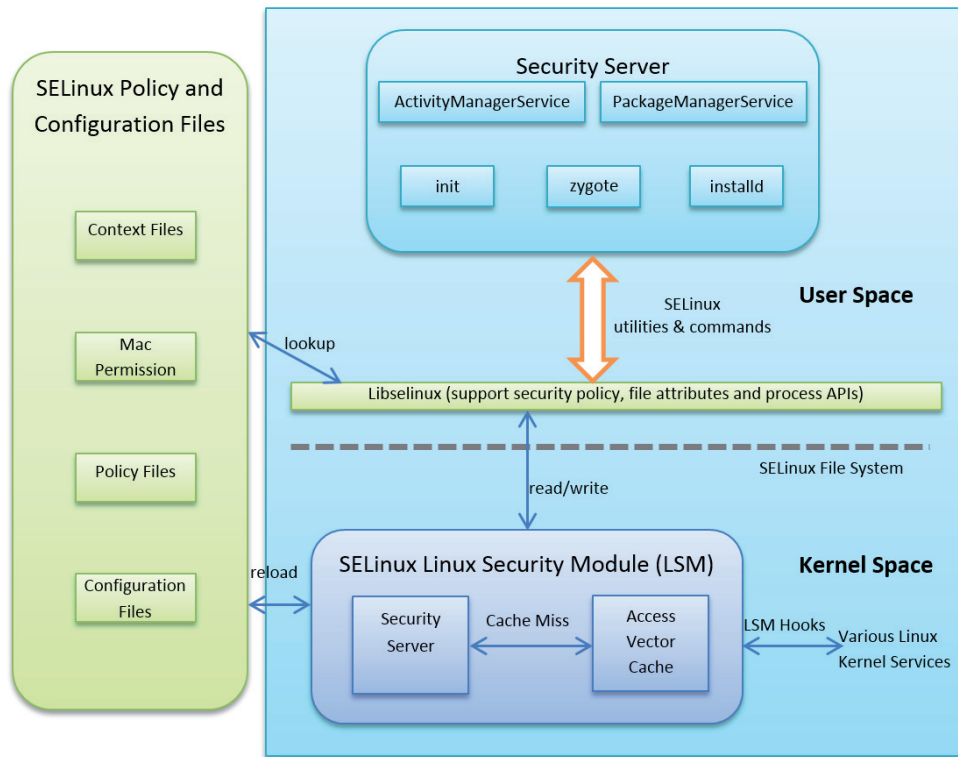 SELinux Policy and
Configuration Files
Context Files
Mac
Permission
Policy Files
Configuration
Files
Security Server
ActivityManagerService
PackageManagerService
init
zygote
installd
SELinux
utilities & commands
User Space
lookup
Libselinux (support security policy, file attributes and process APIs)
SELinux File System
read/write
Kernel Space
reload
SELinux Linux Security Module (LSM)
Security
Server
Cache Miss
Access
Vector
Cache
LSM Hooks
Various Linux
Kernel Services